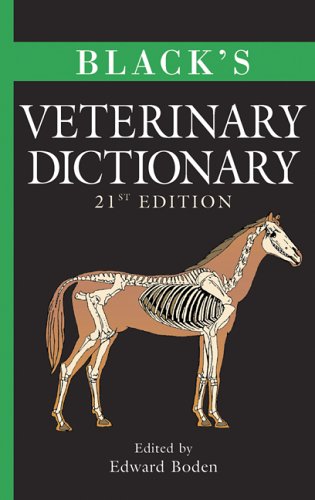 BLACK'S
VETERINARY
DICTIONARY
21ST EDITION
Edited by
Edward Boden